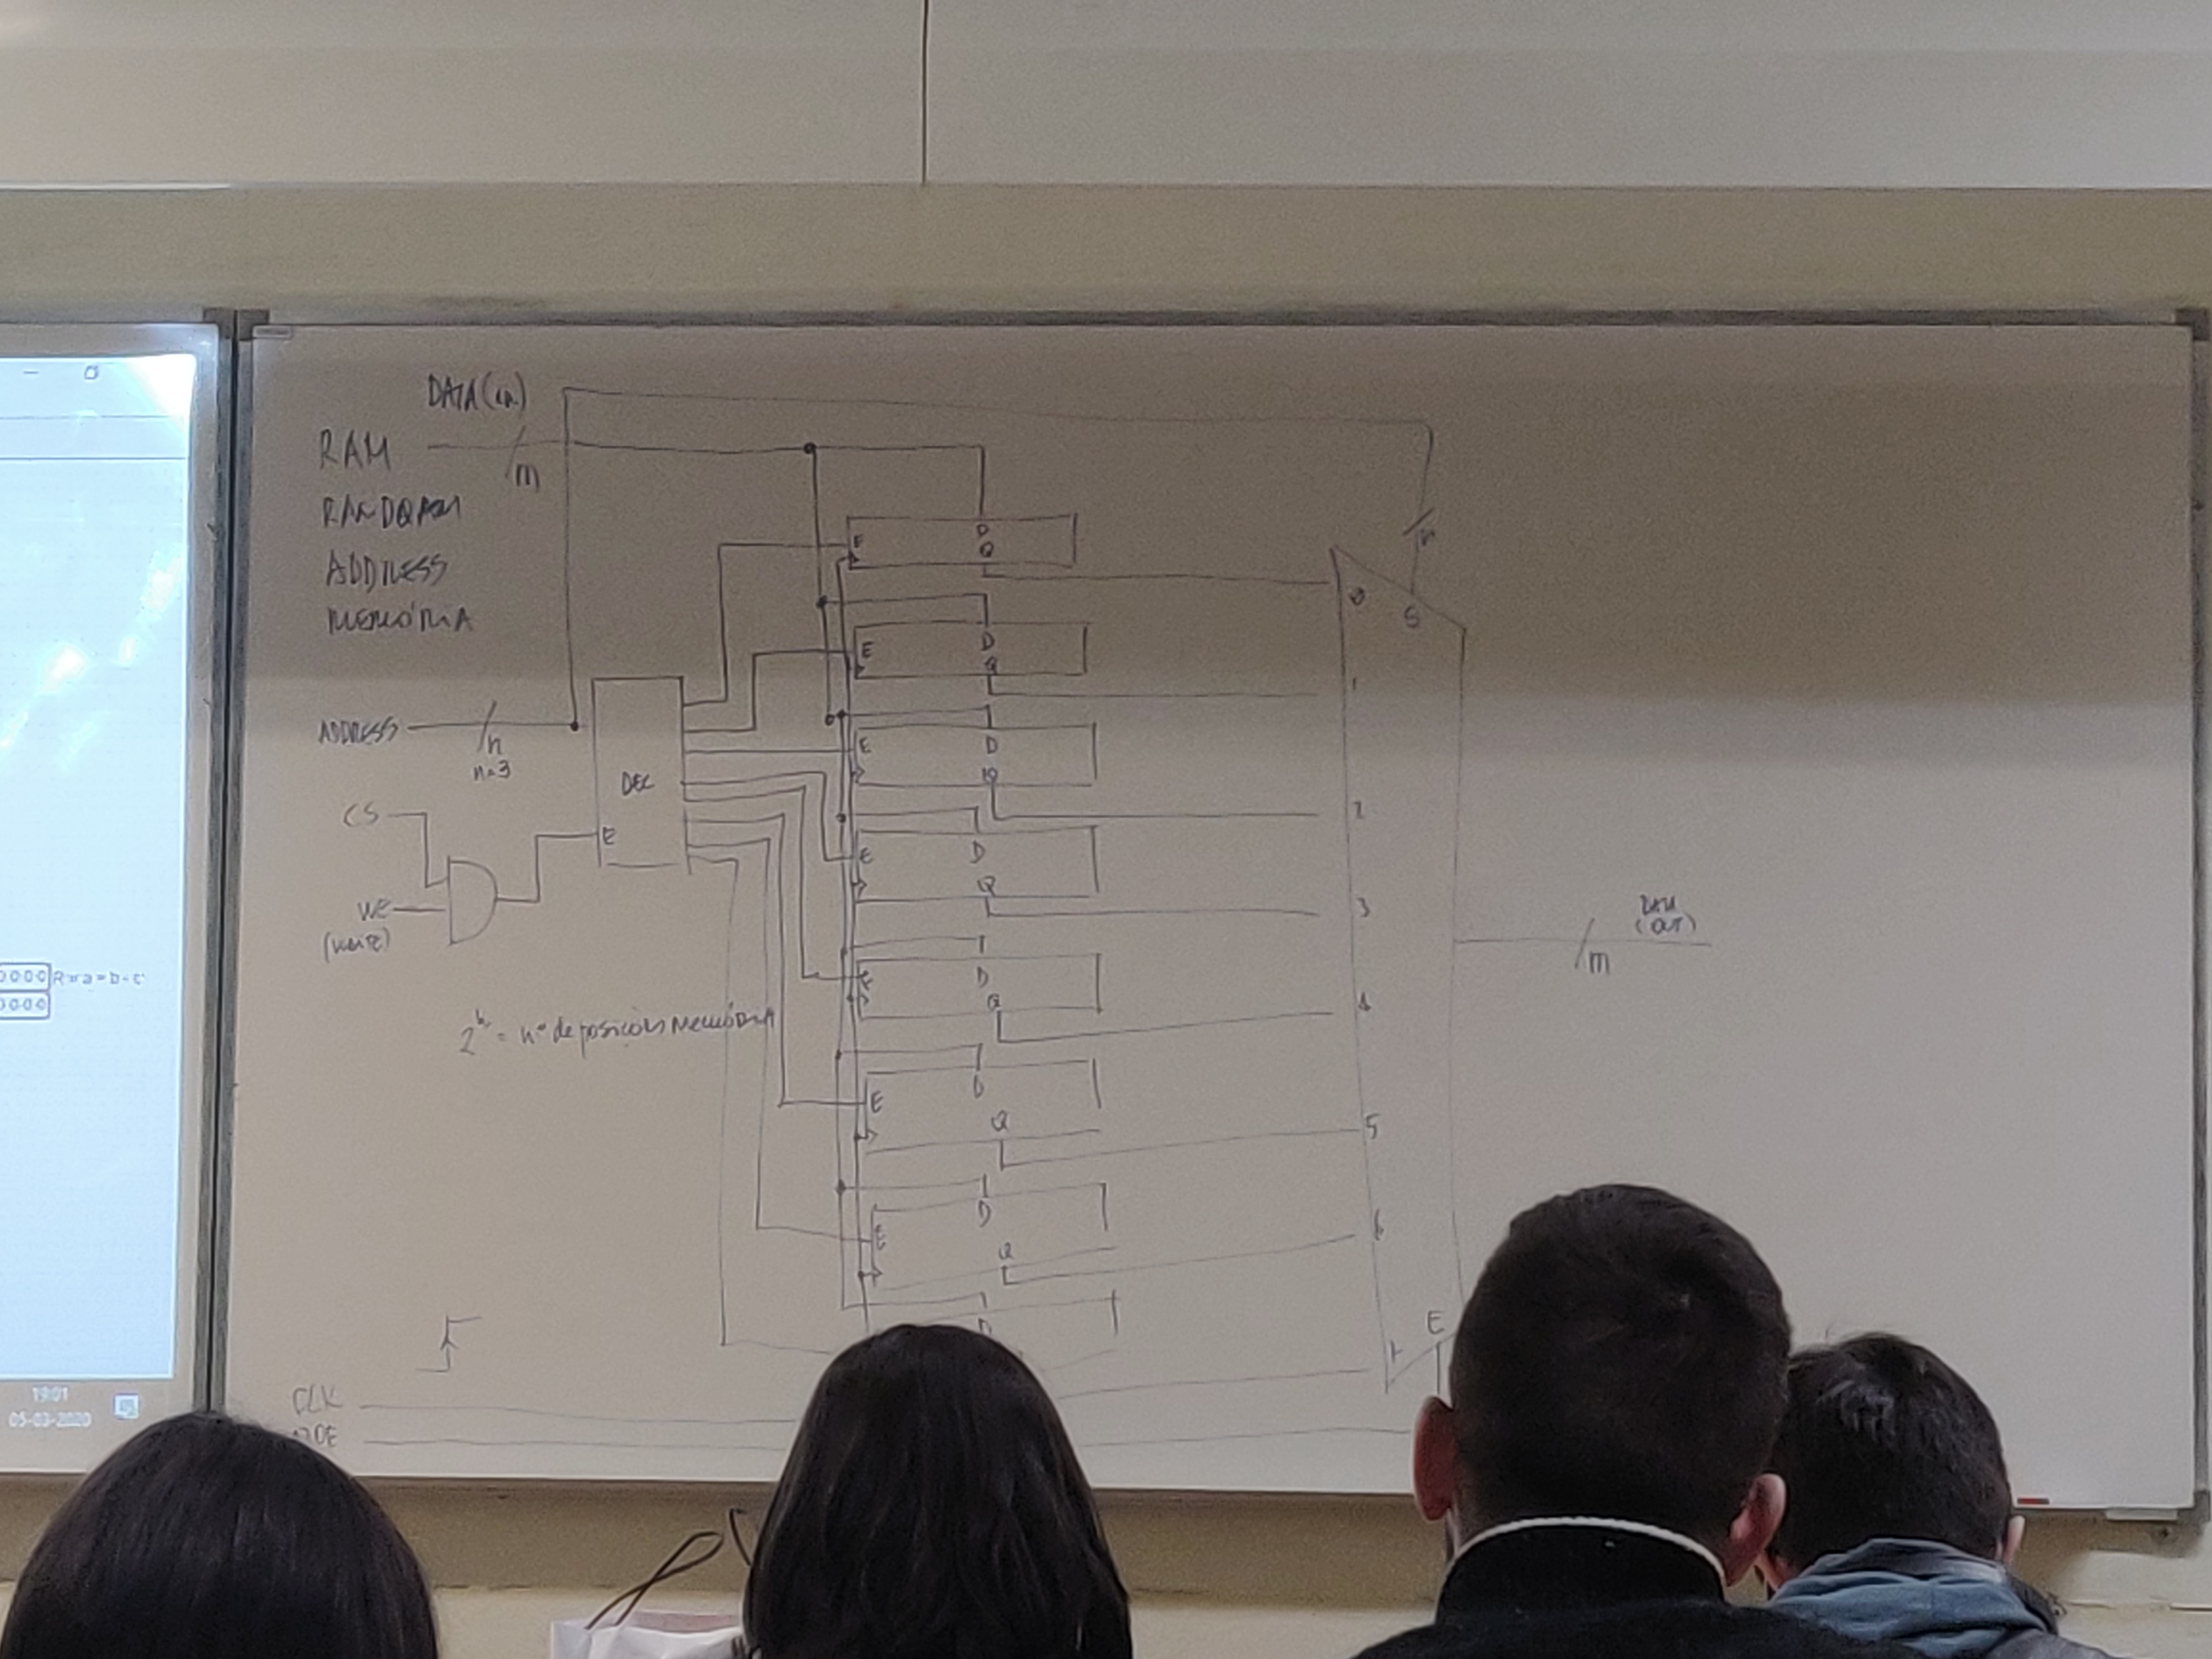 DATA (in)
RAM
m
RANDOM
ADDRESS
MEMÓRIA
ADDRESS
n
n=3
CS
WE
(WRITE)
DEC
E
2^n = nº de posições MEMÓRIA
CLK
OE
E
D
Q
E
D
Q
E
D
Q
E
D
Q
E
D
Q
E
D
Q
E
D
Q
D
n
S
0
1
2
3
4
5
6
E
m
DATA
(OUT)
19:01
05-03-2020